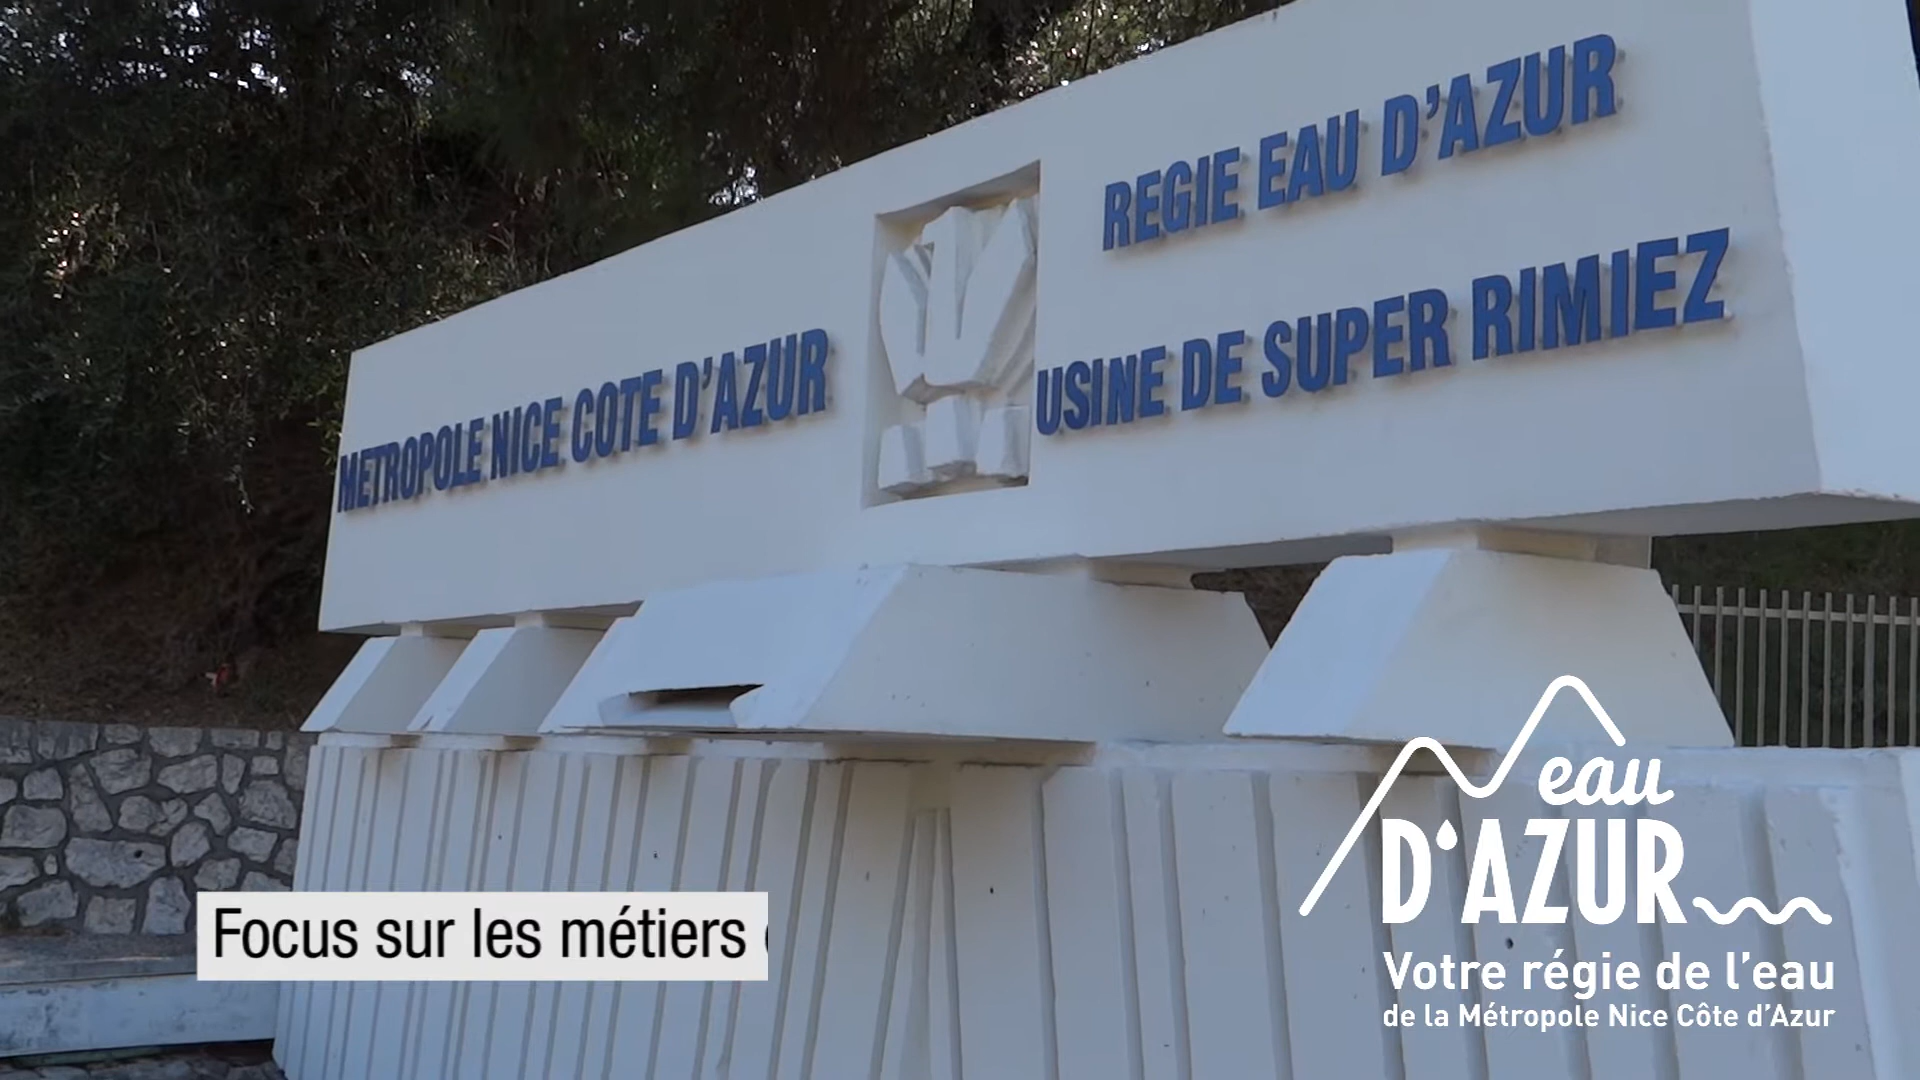 REGIE EAU D'AZUR
METROPOLE NICE COTE D'AZUR
USINE DE SUPER RIMIEZ
eau
D'AZUR
Votre régie de l'eau
de la Métropole Nice Côte d'Azur
Focus sur les métiers